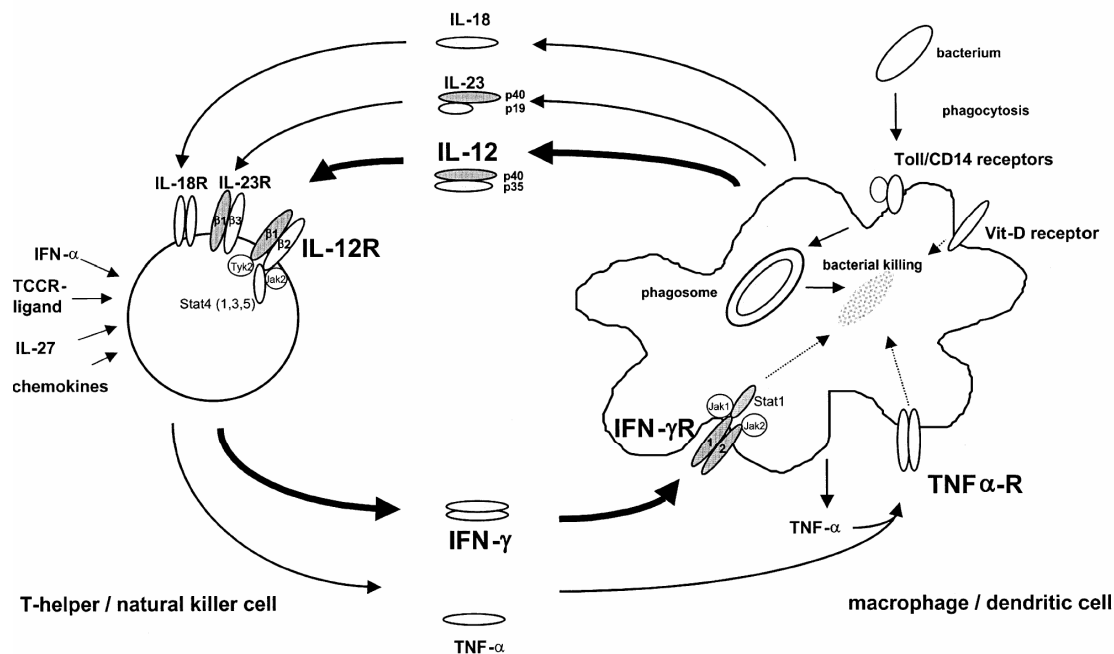 IL-18
bacterium
IL-23
p40
p19
phagocytosis
IL-12
Toll/CD14 receptors
p40
p35
IL-18R IL-23R
β1 β3
β1
β2
IL-12R
Vit-D receptor
IFN-α
Tyk2
Jak2
bacterial killing
TCCR-
ligand
Stat4 (1,3,5)
phagosome
IL-27
chemokines
Jak1
Stat1
IFN-γR
Jak2
1
2
TNFα-R
TNF-α
IFN-γ
T-helper / natural killer cell
macrophage / dendritic cell
TNF-α